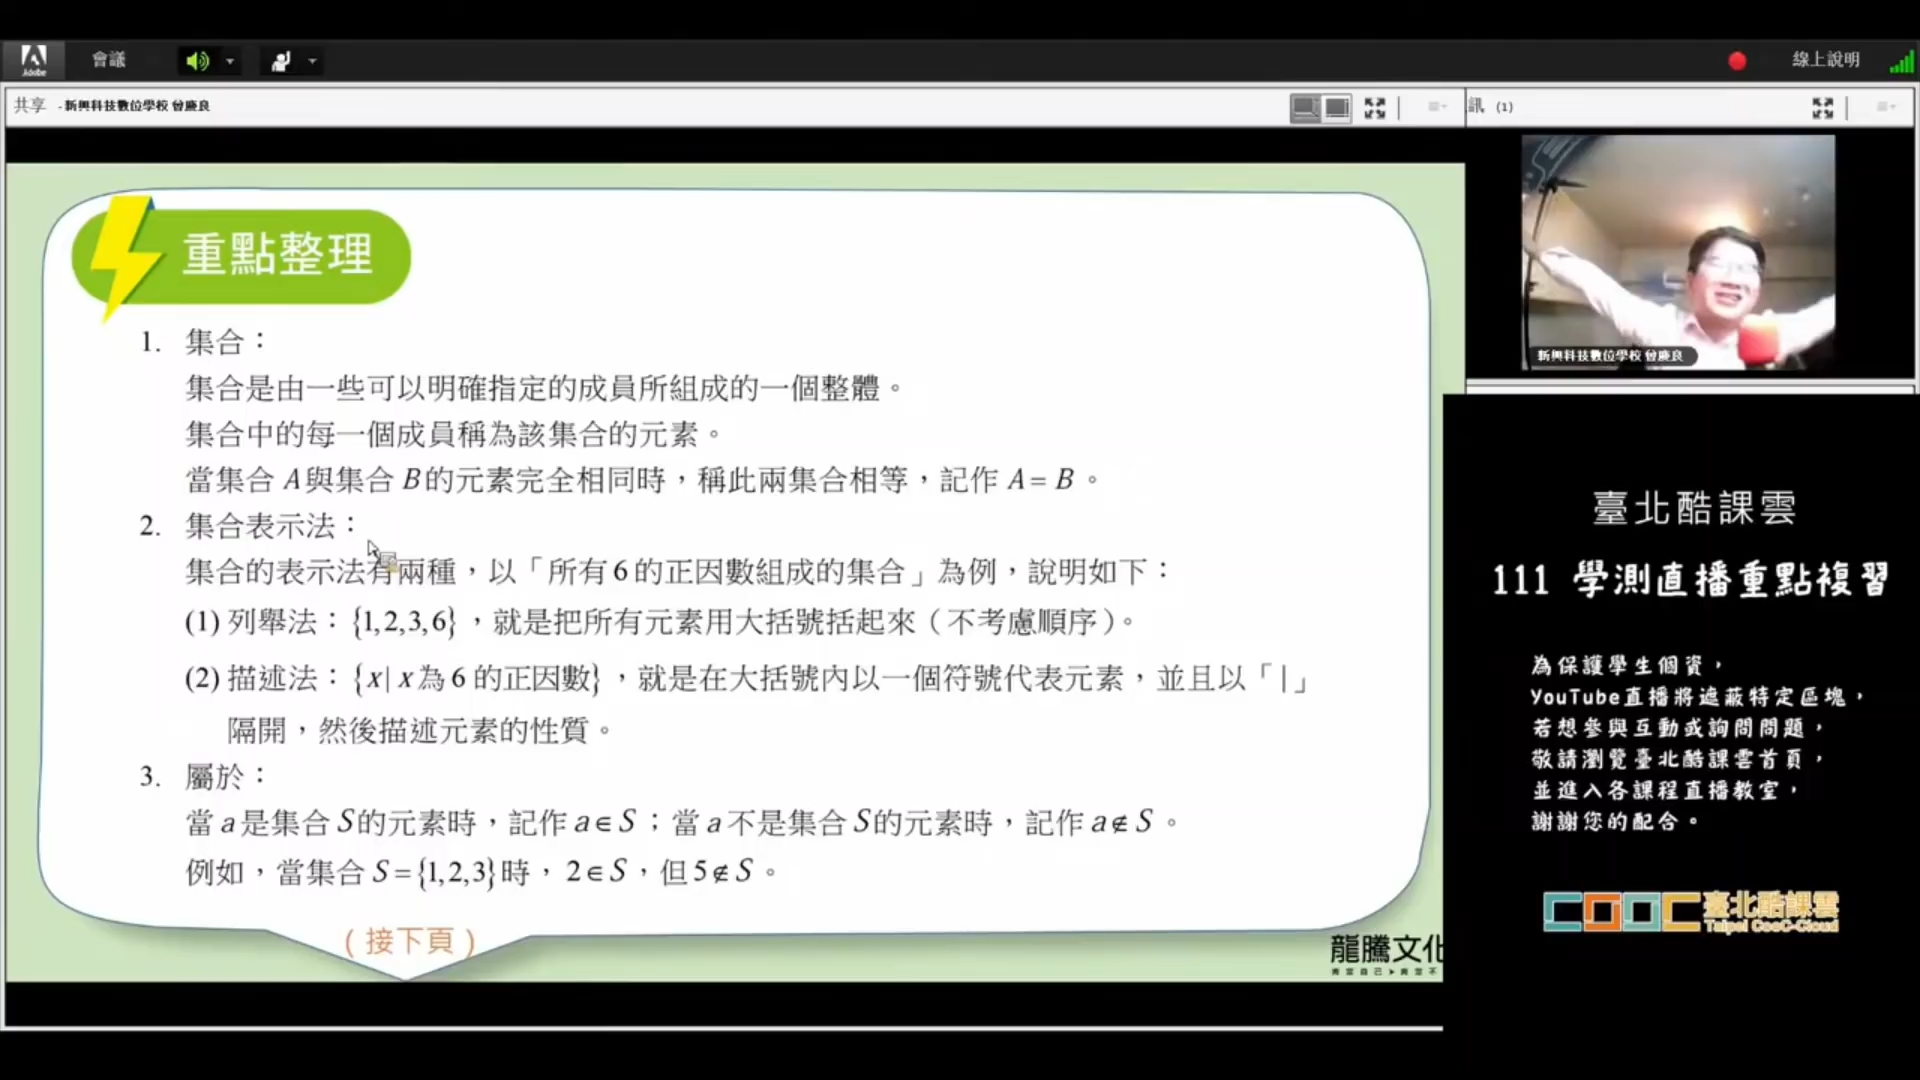 Adobe
會議
線上說明
共享 - 新興科技數位學校 曾慶良
訊 (1)
重點整理
1. 集合：
集合是由一些可以明確指定的成員所組成的一個整體。
集合中的每一個成員稱為該集合的元素。
當集合 A與集合 B的元素完全相同時，稱此兩集合相等，記作 A = B 。
2. 集合表示法：
集合的表示法有兩種，以「所有6的正因數組成的集合」為例，說明如下：
(1) 列舉法：{1,2,3,6}，就是把所有元素用大括號括起來（不考慮順序）。
(2) 描述法：{x| x為6 的正因數}，就是在大括號內以一個符號代表元素，並且以「|」
隔開，然後描述元素的性質。
3. 屬於：
當 a 是集合 S的元素時，記作 a∈S；當 a 不是集合 S的元素時，記作 a∉S 。
例如，當集合 S={1,2,3}時，2∈S，但5∉S 。
（接下頁）
龍騰文化
新興科技數位學校 曾慶良
臺北酷課雲
111 學測直播重點複習
為保護學生個資，
YouTube直播將遮蔽特定區塊，
若想參與互動或詢問問題，
敬請瀏覽臺北酷課雲首頁，
並進入各課程直播教室，
謝謝您的配合。
COOC 臺北酷課雲
Taipei CooC-Cloud